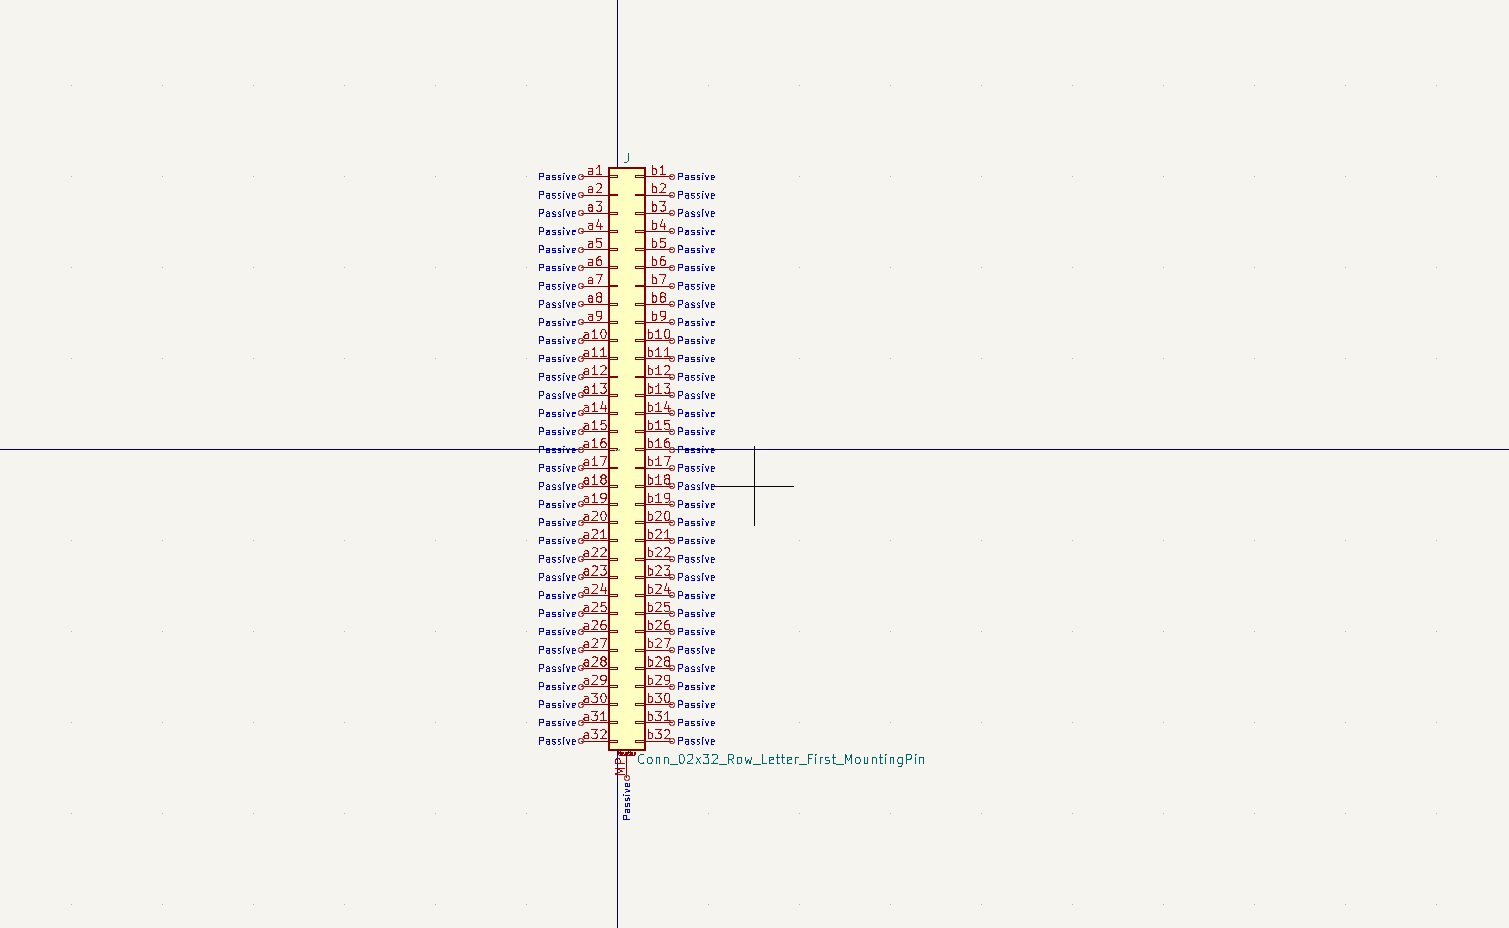 J
Passive a1 b1 Passive
Passive a2 b2 Passive
Passive a3 b3 Passive
Passive a4 b4 Passive
Passive a5 b5 Passive
Passive a6 b6 Passive
Passive a7 b7 Passive
Passive a8 b8 Passive
Passive a9 b9 Passive
Passive a10 b10 Passive
Passive a11 b11 Passive
Passive a12 b12 Passive
Passive a13 b13 Passive
Passive a14 b14 Passive
Passive a15 b15 Passive
Passive a16 b16 Passive
Passive a17 b17 Passive
Passive a18 b18 Passive
Passive a19 b19 Passive
Passive a20 b20 Passive
Passive a21 b21 Passive
Passive a22 b22 Passive
Passive a23 b23 Passive
Passive a24 b24 Passive
Passive a25 b25 Passive
Passive a26 b26 Passive
Passive a27 b27 Passive
Passive a28 b28 Passive
Passive a29 b29 Passive
Passive a30 b30 Passive
Passive a31 b31 Passive
Passive a32 b32 Passive
MP Conn_02x32_Row_Letter_First_MountingPin
Passive